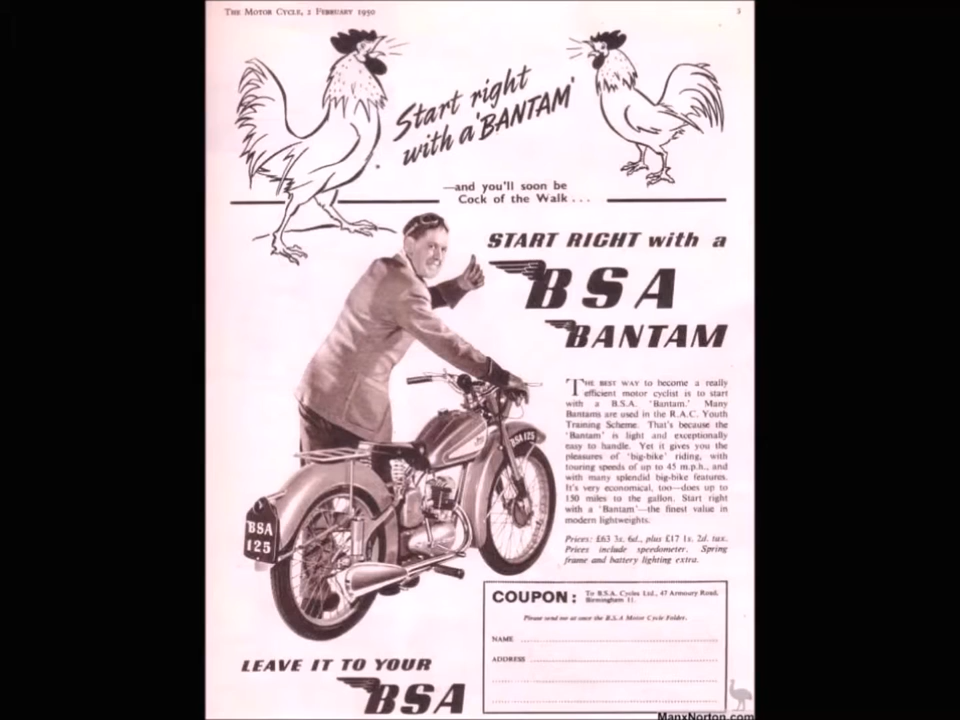 THE MOTOR CYCLE, 2 FEBRUARY 1950
3
Start right
with a 'BANTAM'
—and you'll soon be
Cock of the Walk . . .
START RIGHT with a
BSA
BANTAM
THE BEST WAY to become a really
efficient motor cyclist is to start
with a B.S.A. 'Bantam.' Many
Bantams are used in the R.A.C. Youth
Training Scheme. That's because the
'Bantam' is light and exceptionally
easy to handle. Yet it gives you the
pleasures of 'big-bike' riding, with
touring speeds of up to 45 m.p.h., and
with many splendid big-bike features.
It's very economical, too—does up to
150 miles to the gallon. Start right
with a 'Bantam'—the finest value in
modern lightweights.
Prices: £63 3s. 6d., plus £17 1s. 2d. tax.
Prices include speedometer. Spring
frame and battery lighting extra.
BSA 125
BSA
125
COUPON: To B.S.A. Cycles Ltd., 47 Armoury Road,
Birmingham 11.
Please send me at once the B.S.A Motor Cycle Folder.
NAME
ADDRESS
LEAVE IT TO YOUR
BSA
ManxNorton.com